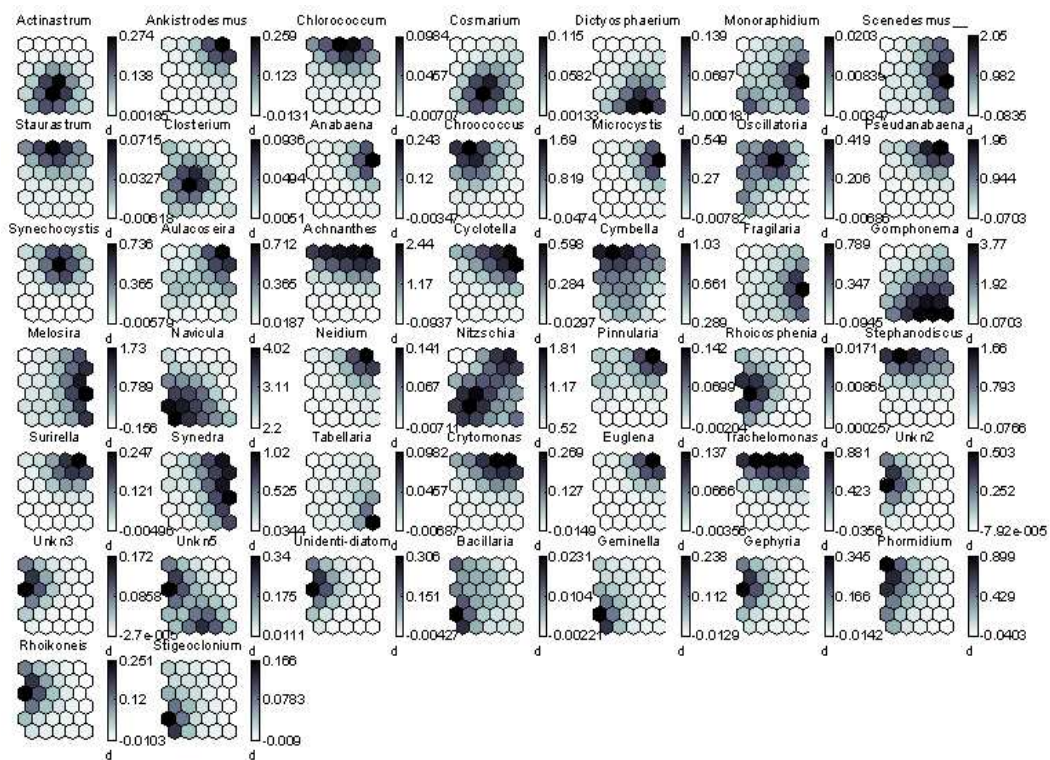 Actinastrum Ankistrodesmus Chlorococcum Cosmarium Dictyosphaerium Monoraphidium Scenedesmus__
0.274 0.259 0.0984 0.115 0.139 0.0203 2.05
0.138 0.123 0.0457 0.0582 0.0697 0.00838 0.982
0.00185 -0.0131 -0.00707 0.00133 0.000181 -0.00347 -0.0835
d d d d d d d
Staurastrum Closterium Anabaena Chroococcus Microcystis Oscillatoria Pseudanabaena
0.0715 0.0936 0.243 1.69 0.549 0.419 1.96
0.0327 0.0494 0.12 0.819 0.27 0.206 0.944
-0.00618 0.0051 -0.00347 -0.0474 -0.00782 -0.00686 -0.0703
d d d d d d d
Synechocystis Aulacoseira Achnanthes Cyclotella Cymbella Fragilaria Gomphonema
0.736 0.712 2.44 0.598 1.03 0.789 3.77
0.365 0.365 1.17 0.284 0.661 0.347 1.92
-0.00579 0.0187 -0.0937 -0.0297 0.289 -0.0945 0.0703
d d d d d d d
Melosira Navicula Neidium Nitzschia Pinnularia Rhoicosphenia Stephanodiscus
1.73 4.02 0.141 1.81 0.142 0.0171 1.66
0.789 3.11 0.067 1.17 0.0699 0.00868 0.793
-0.156 2.2 -0.00711 0.52 -0.00204 0.000257 -0.0766
d d d d d d d
Surirella Synedra Tabellaria Crytomonas Euglena Trachelomonas Unkn2
0.247 1.02 0.0982 0.269 0.137 0.881 0.503
0.121 0.525 0.0457 0.127 0.0666 0.423 0.252
-0.00496 0.0344 -0.00687 -0.0149 -0.00356 -0.0356 -7.92e-005
d d d d d d d
Unkn3 Unkn5 Unidenti-diatom Bacillaria Geminella Gephyria Phormidium
0.172 0.34 0.306 0.0231 0.238 0.345 0.899
0.0858 0.175 0.151 0.0104 0.112 0.166 0.429
-2.7e-005 0.0111 -0.00427 -0.00221 -0.0129 -0.0142 -0.0403
d d d d d d d
Rhoikoneis Stigeoclonium
0.251 0.166
0.12 0.0783
-0.0103 -0.009
d d